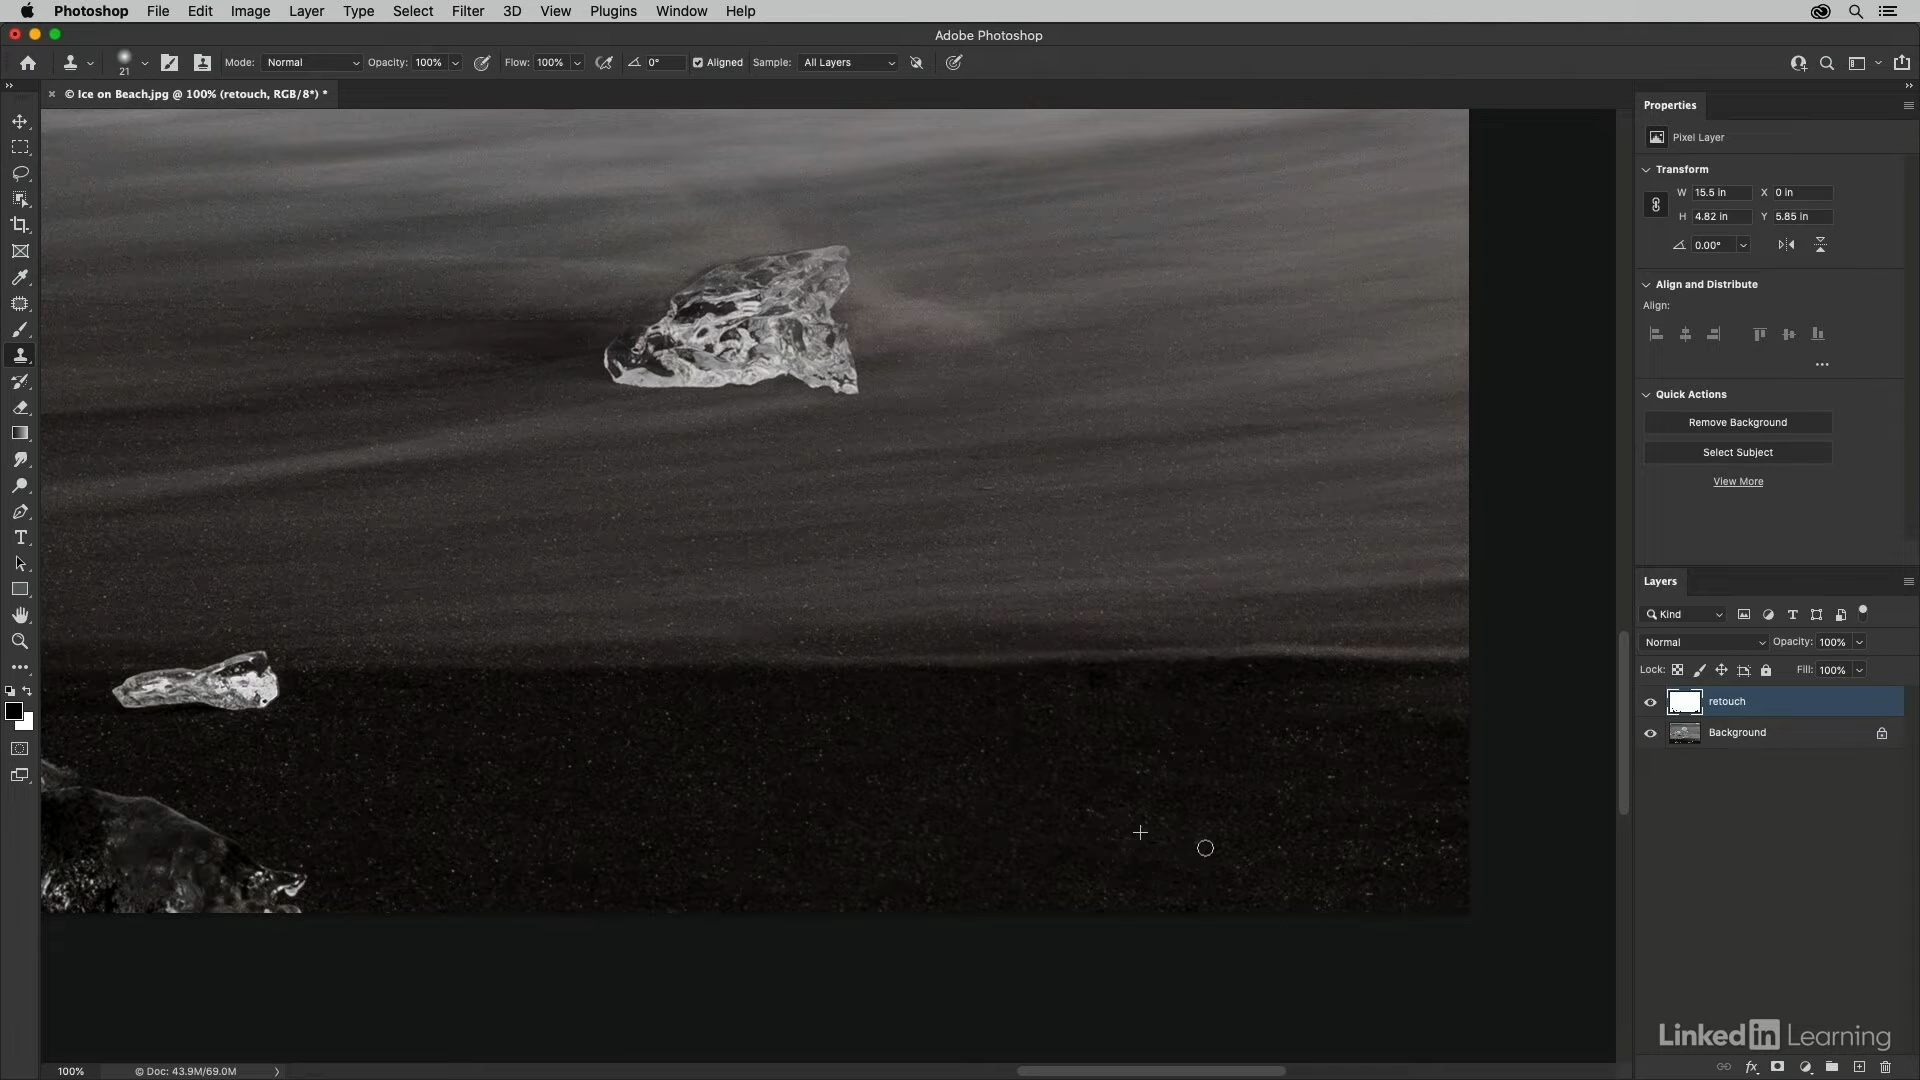 Photoshop File Edit Image Layer Type Select Filter 3D View Plugins Window Help
Adobe Photoshop
21 Mode: Normal Opacity: 100% Flow: 100% 0° Aligned Sample: All Layers
© Ice on Beach.jpg @ 100% (retouch, RGB/8*) *
Properties
Pixel Layer
Transform
W 15.5 in X 0 in
H 4.82 in Y 5.85 in
0.00°
Align and Distribute
Align:
Quick Actions
Remove Background
Select Subject
View More
Layers
Kind
Normal Opacity: 100%
Lock: Fill: 100%
retouch
Background
LinkedIn Learning
100% © Doc: 43.9M/69.0M